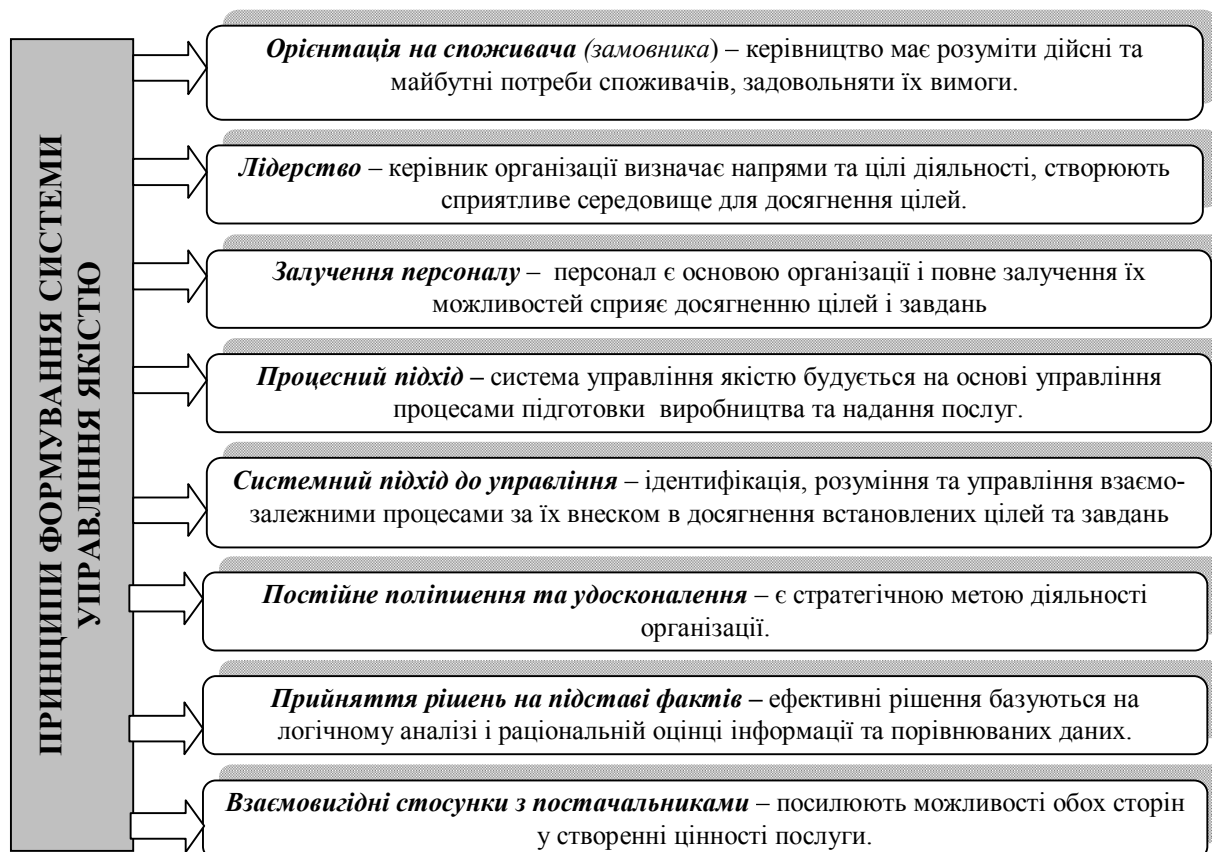 ПРИНЦИПИ ФОРМУВАННЯ СИСТЕМИ
УПРАВЛІННЯ ЯКІСТЮ
Орієнтація на споживача (замовника) – керівництво має розуміти дійсні та
майбутні потреби споживачів, задовольняти їх вимоги.
Лідерство – керівник організації визначає напрями та цілі діяльності, створюють
сприятливе середовище для досягнення цілей.
Залучення персоналу – персонал є основою організації і повне залучення їх
можливостей сприяє досягненню цілей і завдань
Процесний підхід – система управління якістю будується на основі управління
процесами підготовки виробництва та надання послуг.
Системний підхід до управління – ідентифікація, розуміння та управління взаємо-
залежними процесами за їх внеском в досягнення встановлених цілей та завдань
Постійне поліпшення та удосконалення – є стратегічною метою діяльності
організації.
Прийняття рішень на підставі фактів – ефективні рішення базуються на
логічному аналізі і раціональній оцінці інформації та порівнюваних даних.
Взаємовигідні стосунки з постачальниками – посилюють можливості обох сторін
у створенні цінності послуги.